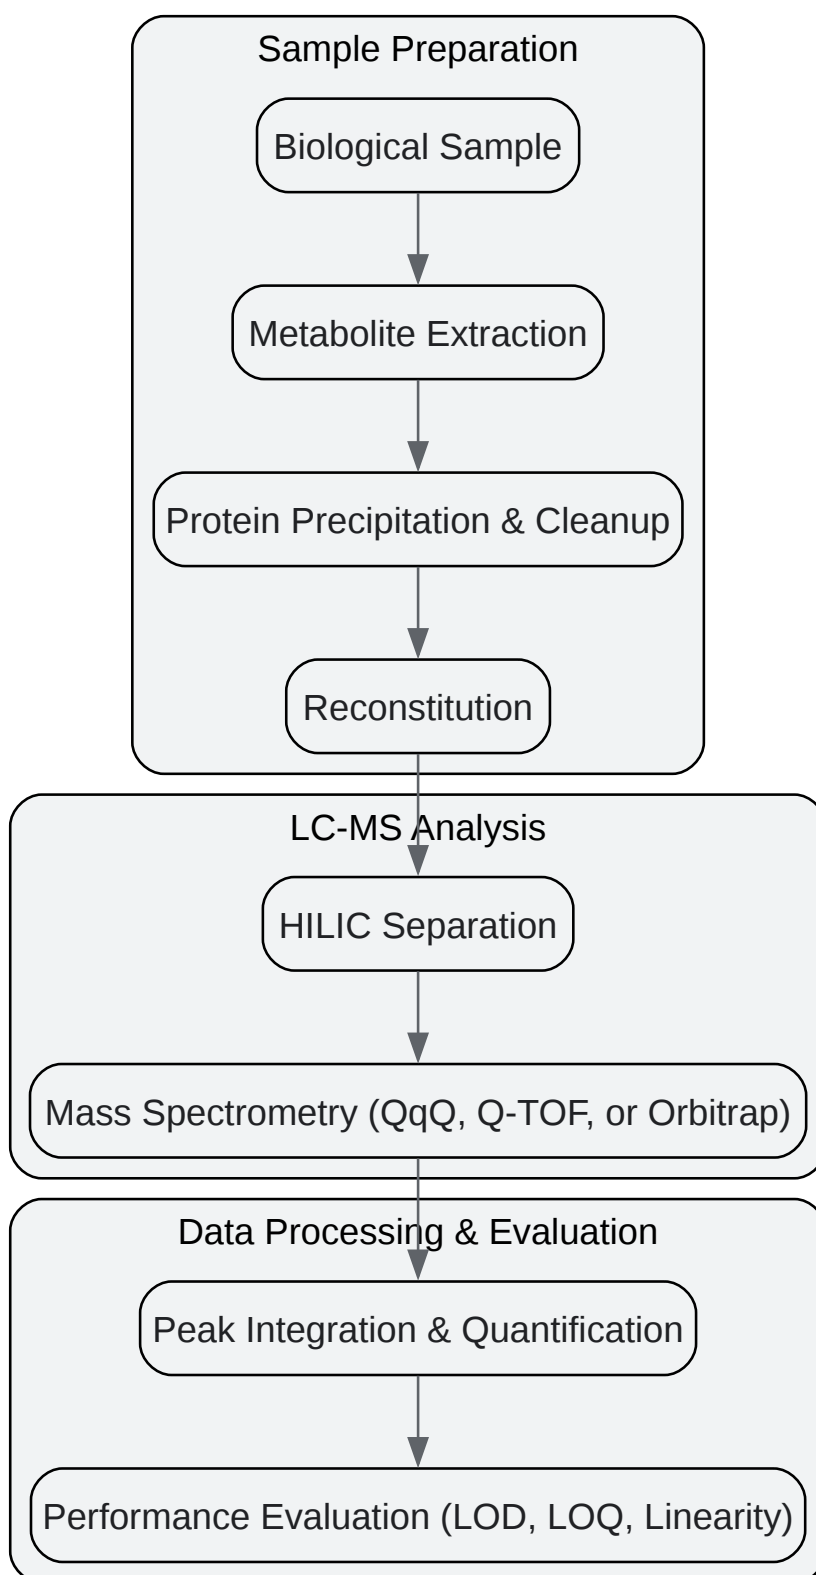 Sample Preparation
Biological Sample
Metabolite Extraction
Protein Precipitation & Cleanup
Reconstitution
LC-MS Analysis
HILIC Separation
Mass Spectrometry (QqQ, Q-TOF, or Orbitrap)
Data Processing & Evaluation
Peak Integration & Quantification
Performance Evaluation (LOD, LOQ, Linearity)